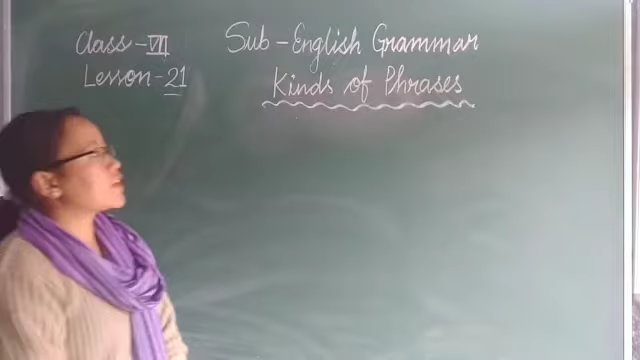 Class - VII
Sub - English Grammar
Lesson - 21
Kinds of Phrases